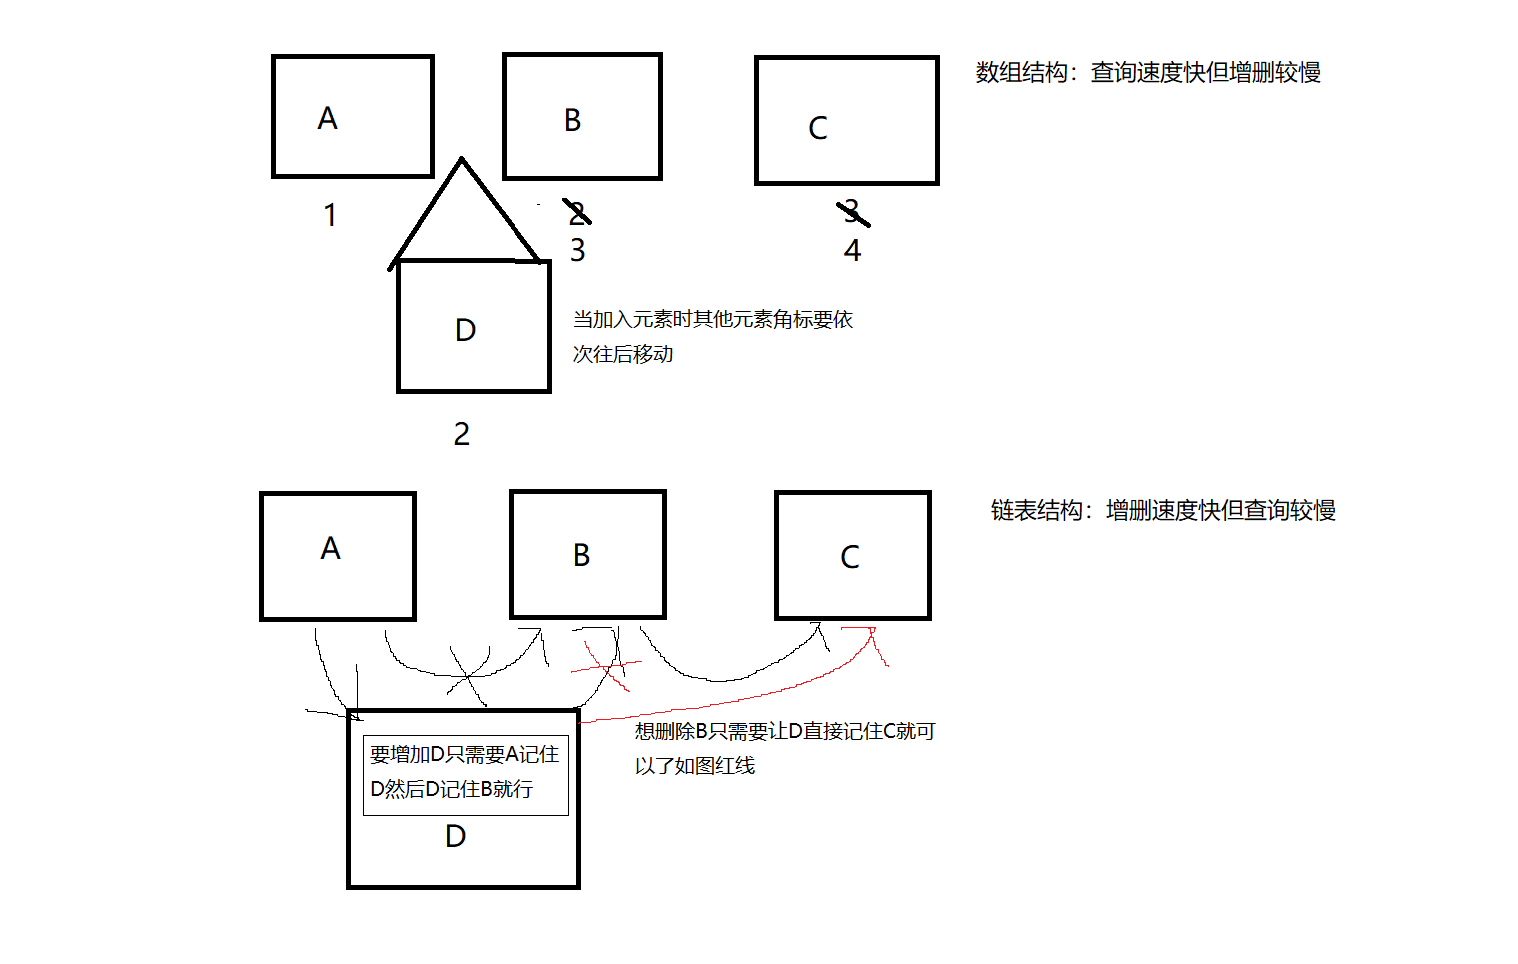 数组结构：查询速度快但增删较慢
A
B
C
1
2
3
3
4
D
当加入元素时其他元素角标要依
次往后移动
2
链表结构：增删速度快但查询较慢
A
B
C
想删除B只需要让D直接记住C就可
以了如图红线
要增加D只需要A记住
D然后D记住B就行
D